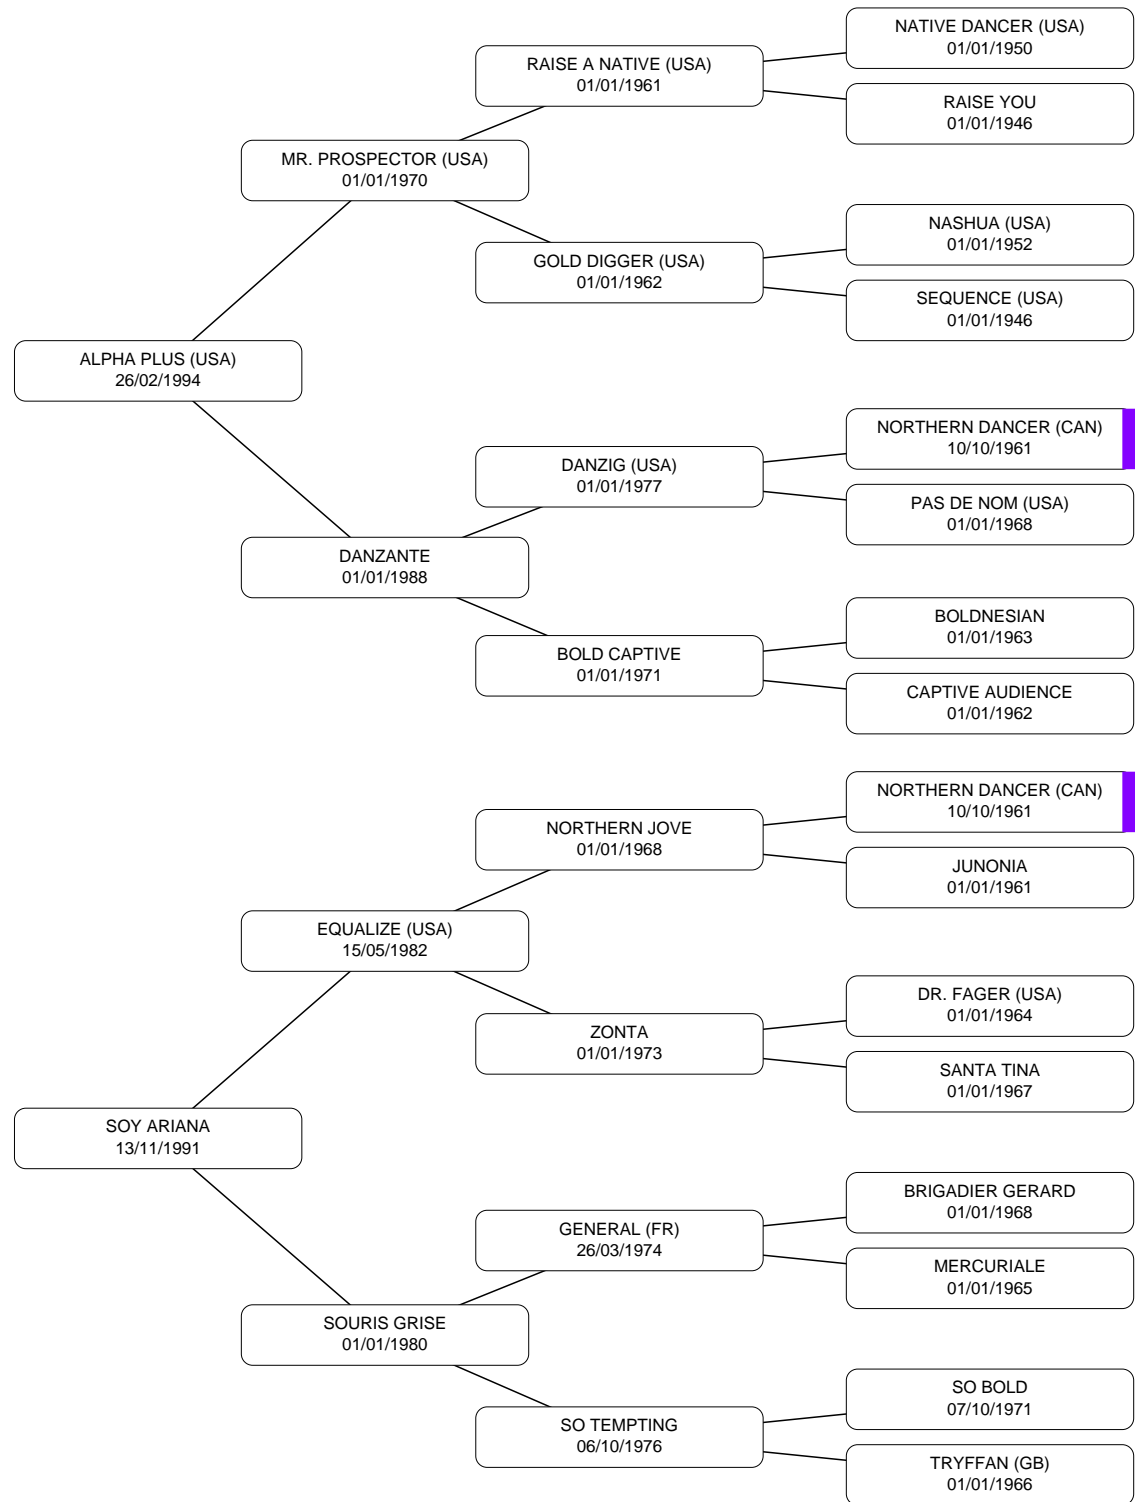 NATIVE DANCER (USA)
01/01/1950
RAISE A NATIVE (USA)
01/01/1961
RAISE YOU
01/01/1946
MR. PROSPECTOR (USA)
01/01/1970
NASHUA (USA)
01/01/1952
GOLD DIGGER (USA)
01/01/1962
SEQUENCE (USA)
01/01/1946
ALPHA PLUS (USA)
26/02/1994
NORTHERN DANCER (CAN)
10/10/1961
DANZIG (USA)
01/01/1977
PAS DE NOM (USA)
01/01/1968
DANZANTE
01/01/1988
BOLDNESIAN
01/01/1963
BOLD CAPTIVE
01/01/1971
CAPTIVE AUDIENCE
01/01/1962
NORTHERN DANCER (CAN)
10/10/1961
NORTHERN JOVE
01/01/1968
JUNONIA
01/01/1961
EQUALIZE (USA)
15/05/1982
DR. FAGER (USA)
01/01/1964
ZONTA
01/01/1973
SANTA TINA
01/01/1967
SOY ARIANA
13/11/1991
BRIGADIER GERARD
01/01/1968
GENERAL (FR)
26/03/1974
MERCURIALE
01/01/1965
SOURIS GRISE
01/01/1980
SO BOLD
07/10/1971
SO TEMPTING
06/10/1976
TRYFFAN (GB)
01/01/1966